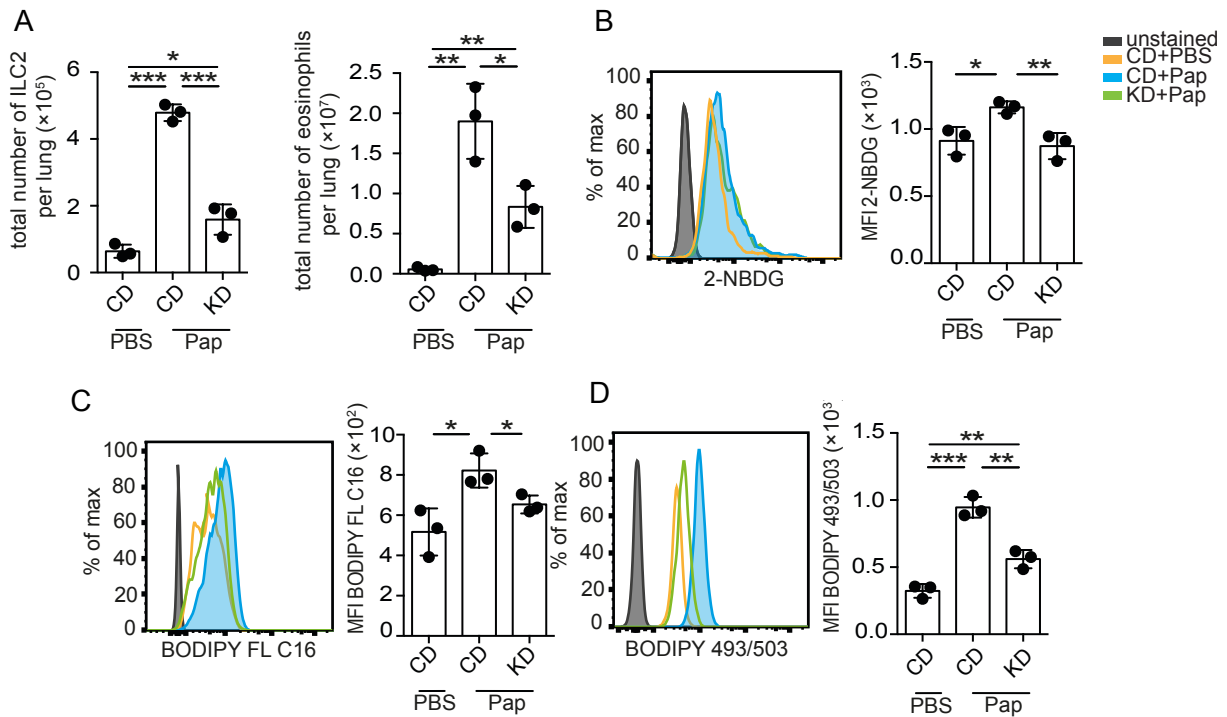 A
total number of ILC2
per lung (×10⁵)
6
4
2
0
*
*** ***
CD
CD
KD
PBS
Pap
total number of eosinophils
per lung (×10⁷)
2.5
2.0
1.5
1.0
0.5
0.0
**
** *
CD
CD
KD
PBS
Pap
B
% of max
100
80
60
40
20
0
2-NBDG
unstained
CD+PBS
CD+Pap
KD+Pap
MFI 2-NBDG (×10³)
1.5
1.0
0.5
0.0
* **
CD
CD
KD
PBS
Pap
C
% of max
100
80
60
40
20
0
BODIPY FL C16
MFI BODIPY FL C16 (×10²)
10
8
6
4
2
0
* *
CD
CD
KD
PBS
Pap
D
% of max
100
80
60
40
20
0
BODIPY 493/503
MFI BODIPY 493/503 (×10³
1.5
1.0
0.5
0.0
**
*** **
CD
CD
KD
PBS
Pap